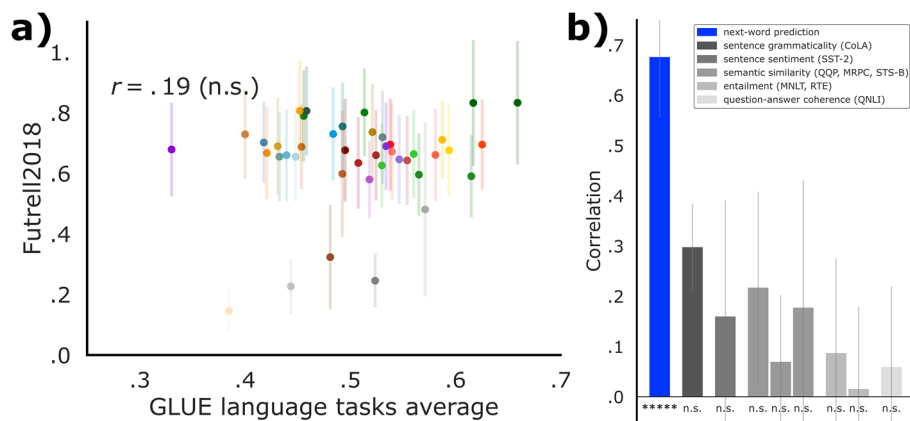 a)
r = .19 (n.s.)
Futrell2018
1.
.8
.6
.4
.2
.0
.3
.4
.5
.6
.7
GLUE language tasks average
b)
next-word prediction
sentence grammaticality (CoLA)
sentence sentiment (SST-2)
semantic similarity (QQP, MRPC, STS-B)
entailment (MNLT, RTE)
question-answer coherence (QNLI)
Correlation
.7
.6
.5
.4
.3
.2
.1
.0
***** n.s. n.s. n.s. n.s. n.s. n.s. n.s. n.s.